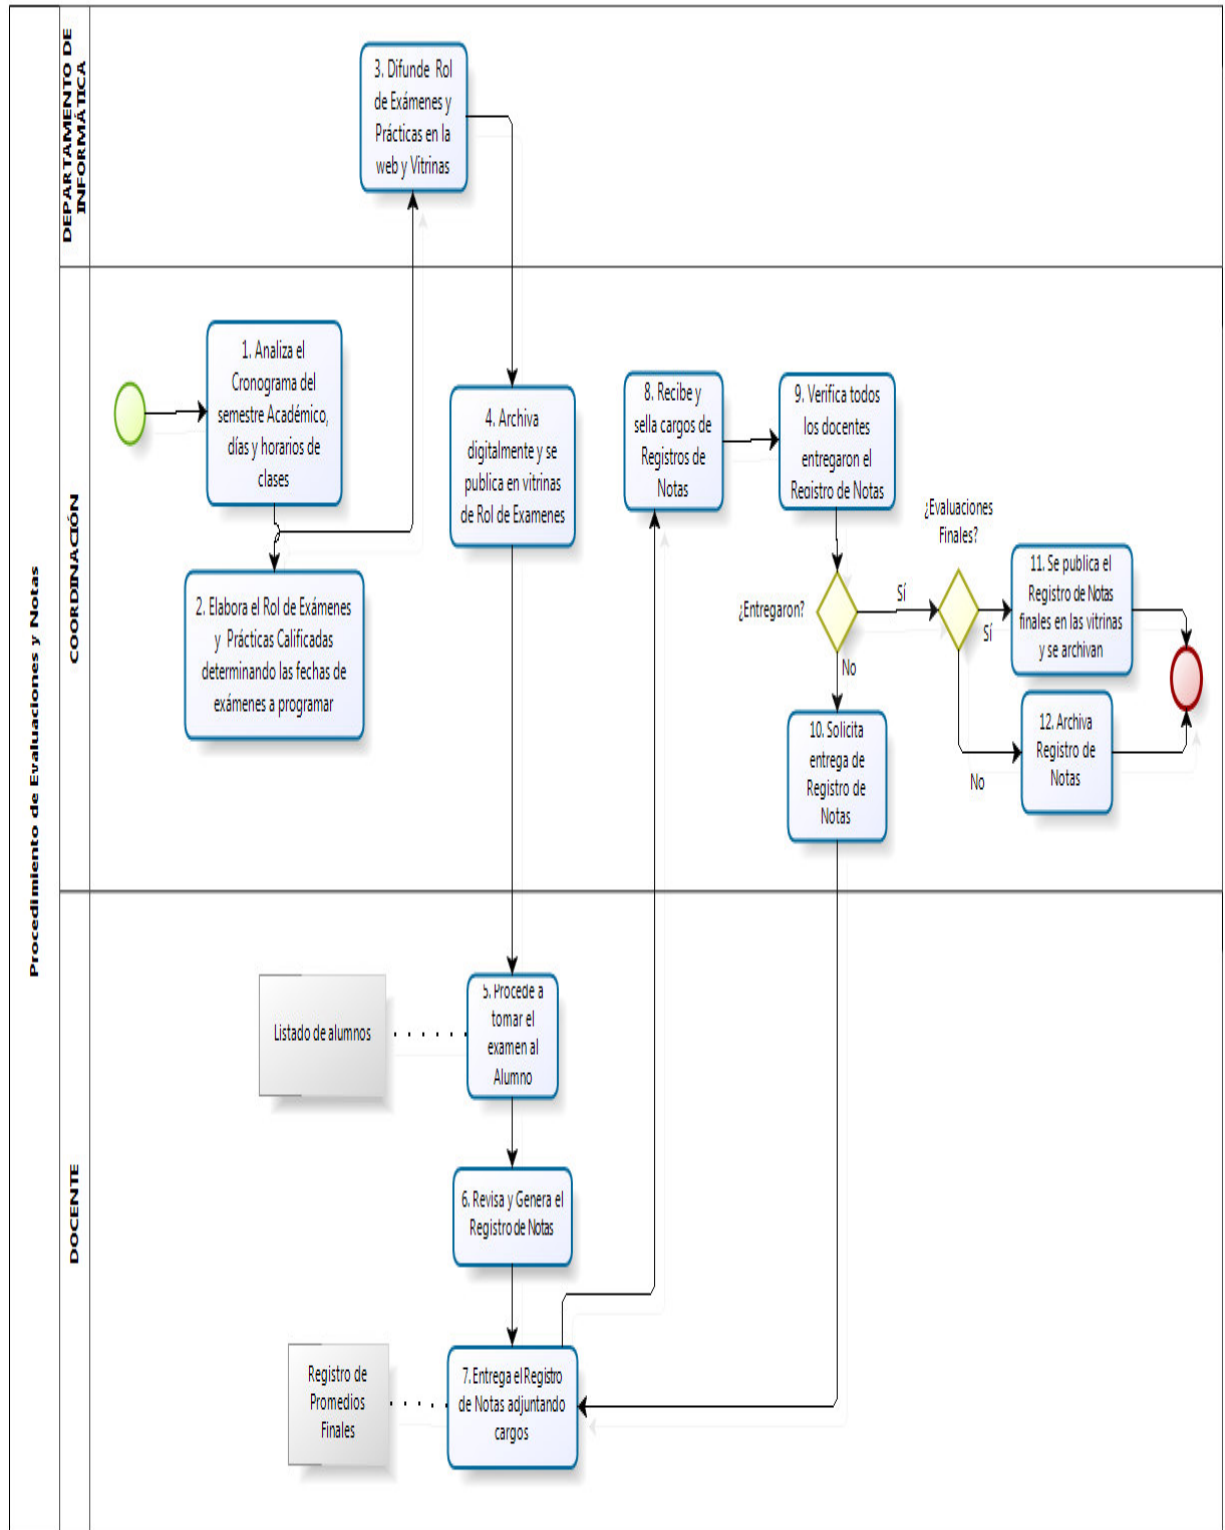 Procedimiento de Evaluaciones y Notas
DEPARTAMENTO DE
INFORMÁTICA
3. Difunde Rol
de Exámenes y
Prácticas en la
web y Vitrinas
COORDINACIÓN
1. Analiza el
Cronograma del
semestre Académico,
días y horarios de
clases
2. Elabora el Rol de Exámenes
y Prácticas Calificadas
determinando las fechas de
exámenes a programar
4. Archiva
digitalmente y se
publica en vitrinas
de Rol de Examenes
8. Recibe y
sella cargos de
Registros de
Notas
9. Verifica todos
los docentes
entregaron el
Registro de Notas
¿Entregaron?
Sí
No
¿Evaluaciones
Finales?
Sí
No
10. Solicita
entrega de
Registro de
Notas
11. Se publica el
Registro de Notas
finales en las vitrinas
y se archivan
12. Archiva
Registro de
Notas
DOCENTE
Listado de alumnos
5. Procede a
tomar el
examen al
Alumno
6. Revisa y Genera el
Registro de Notas
Registro de
Promedios
Finales
7. Entrega el Registro
de Notas adjuntando
cargos